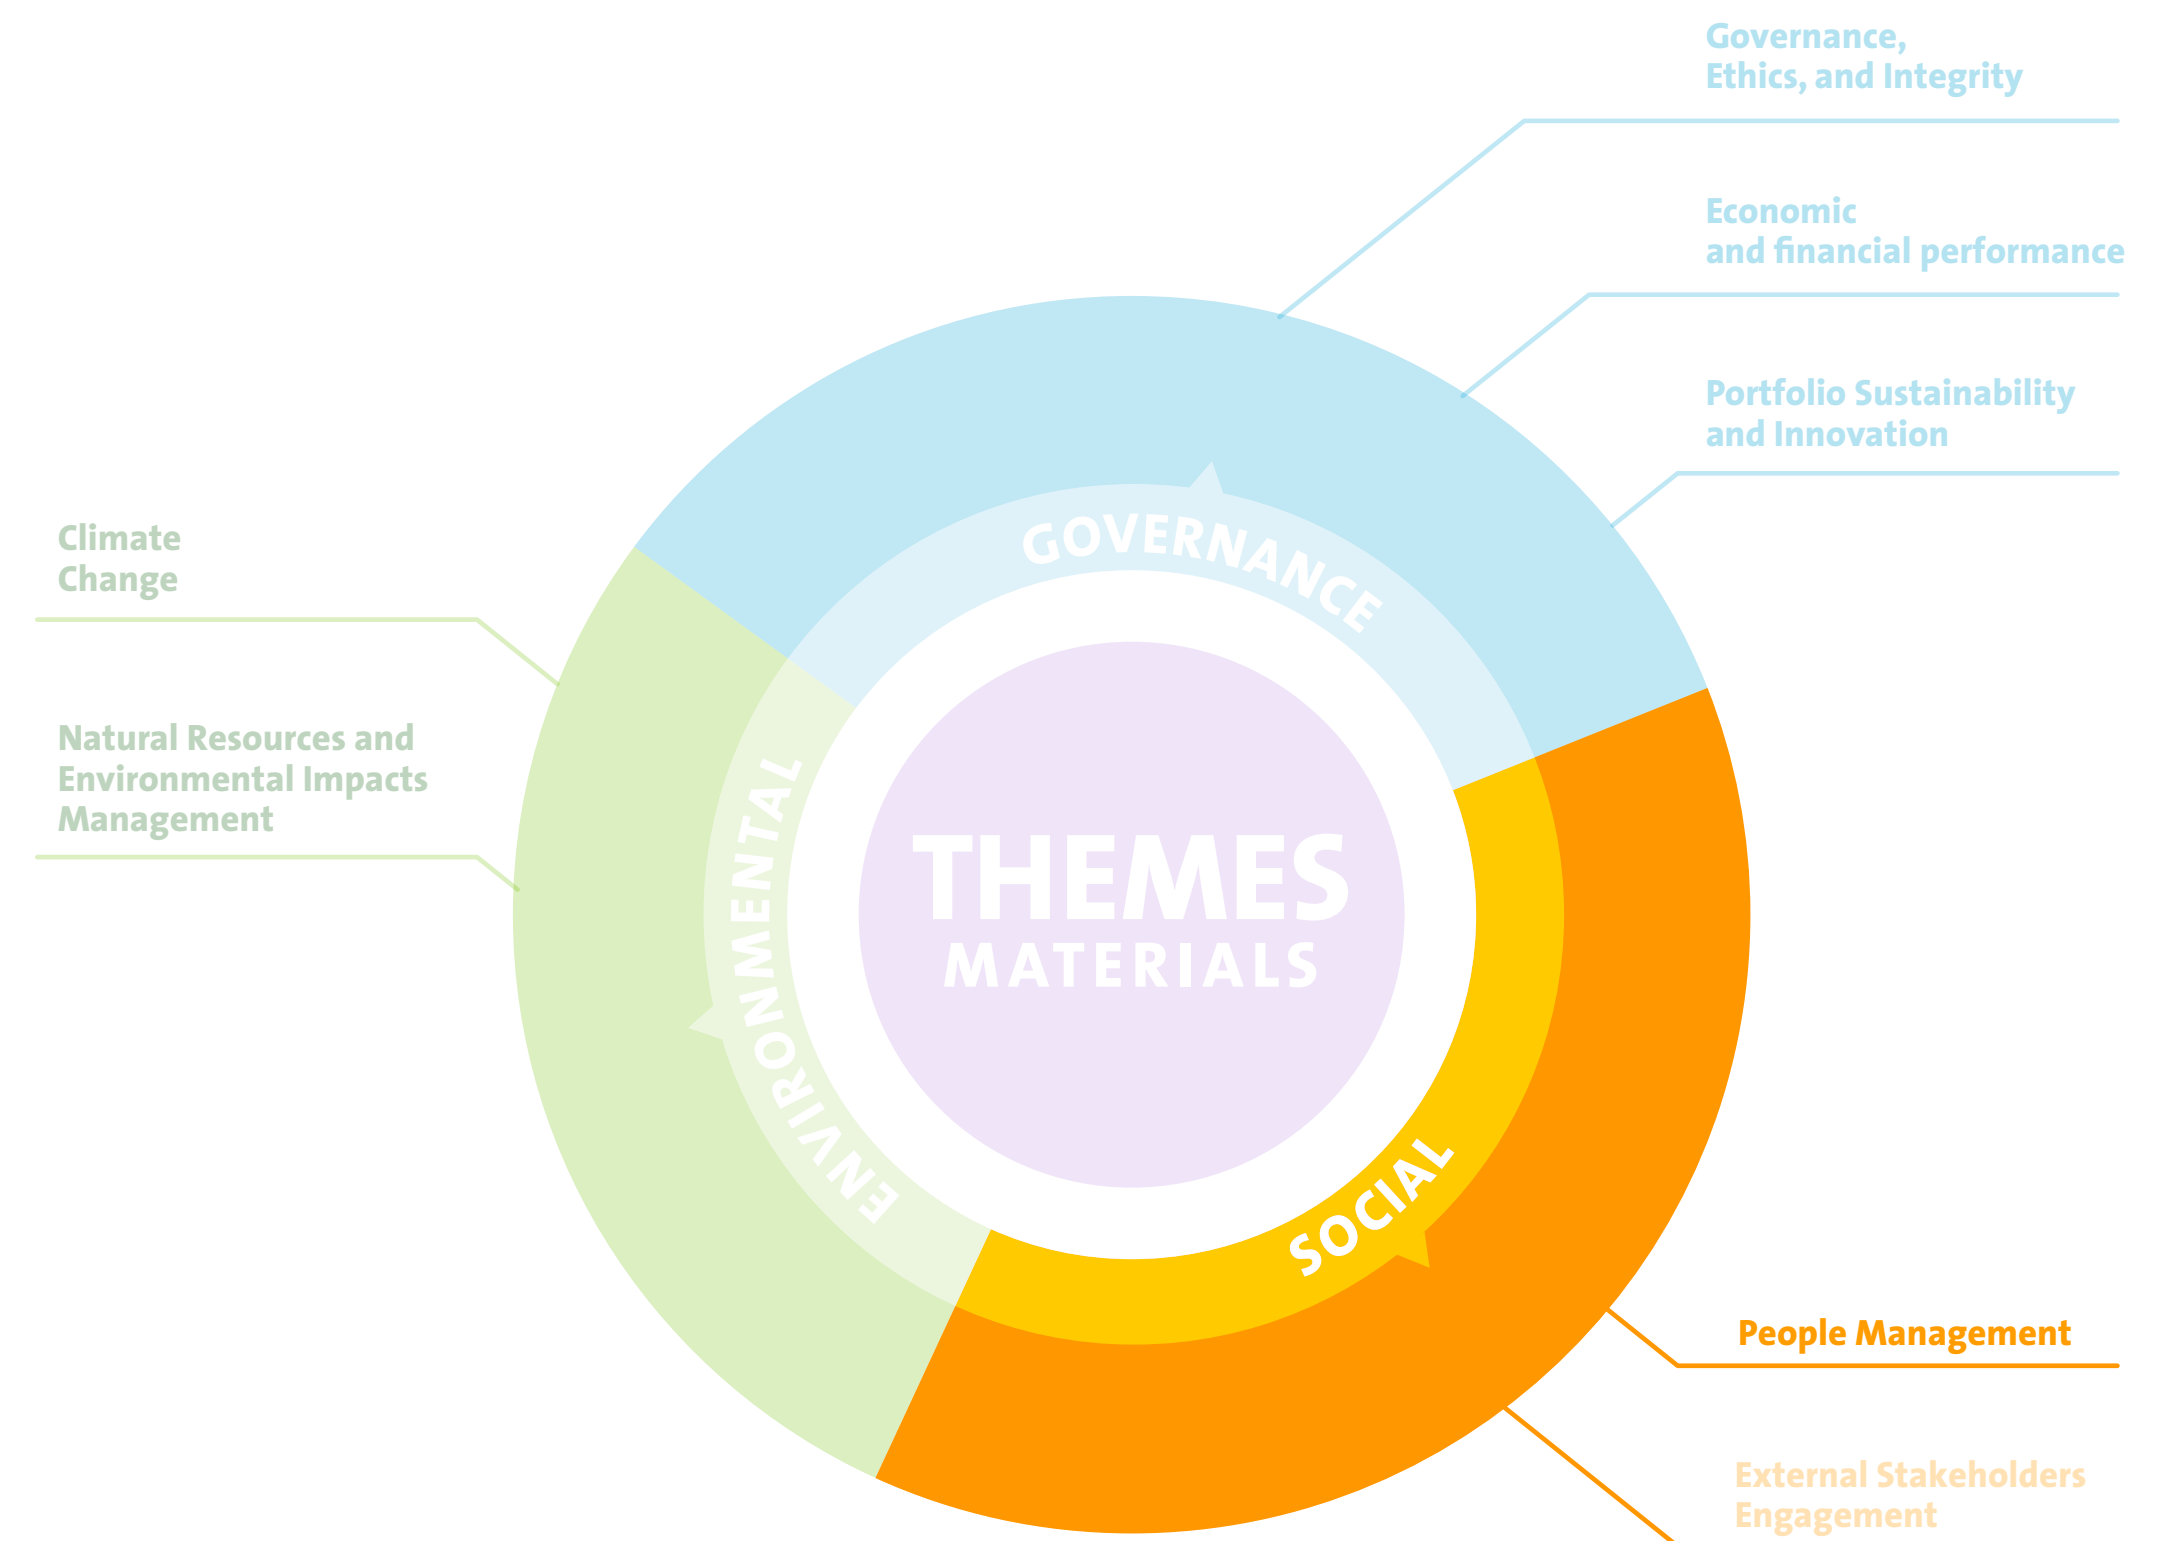 Governance,
Ethics, and Integrity
Economic
and financial performance
Portfolio Sustainability
and Innovation
Climate
Change
Natural Resources and
Environmental Impacts
Management
GOVERNANCE
ENVIRONMENTAL
THEMES
MATERIALS
SOCIAL
People Management
External Stakeholders
Engagement